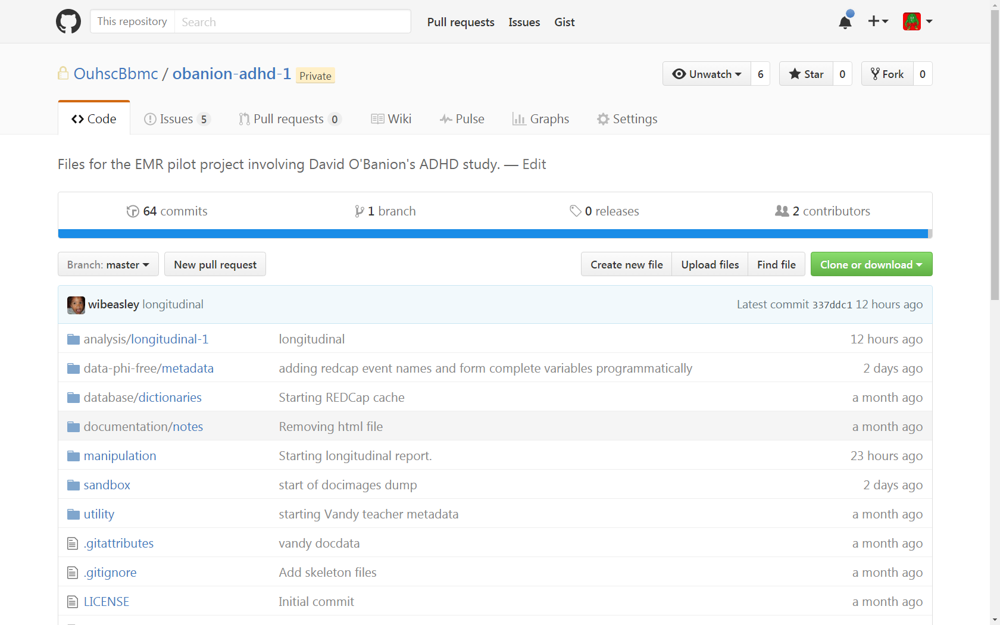 This repository Search Pull requests Issues Gist
OuhscBbmc / obanion-adhd-1 Private Unwatch 6 Star 0 Fork 0
Code Issues 5 Pull requests 0 Wiki Pulse Graphs Settings
Files for the EMR pilot project involving David O'Banion's ADHD study. — Edit
64 commits 1 branch 0 releases 2 contributors
Branch: master New pull request Create new file Upload files Find file Clone or download
wibeasley longitudinal Latest commit 337ddc1 12 hours ago
analysis/longitudinal-1 longitudinal 12 hours ago
data-phi-free/metadata adding redcap event names and form complete variables programmatically 2 days ago
database/dictionaries Starting REDCap cache a month ago
documentation/notes Removing html file a month ago
manipulation Starting longitudinal report. 23 hours ago
sandbox start of docimages dump 2 days ago
utility starting Vandy teacher metadata a month ago
.gitattributes vandy docdata a month ago
.gitignore Add skeleton files a month ago
LICENSE Initial commit a month ago